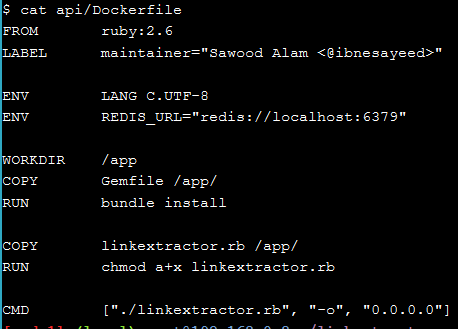 $ cat api/Dockerfile
FROM ruby:2.6
LABEL maintainer="Sawood Alam <@ibnesayeed>"
ENV LANG C.UTF-8
ENV REDIS_URL="redis://localhost:6379"
WORKDIR /app
COPY Gemfile /app/
RUN bundle install
COPY linkextractor.rb /app/
RUN chmod a+x linkextractor.rb
CMD ["./linkextractor.rb", "-o", "0.0.0.0"]